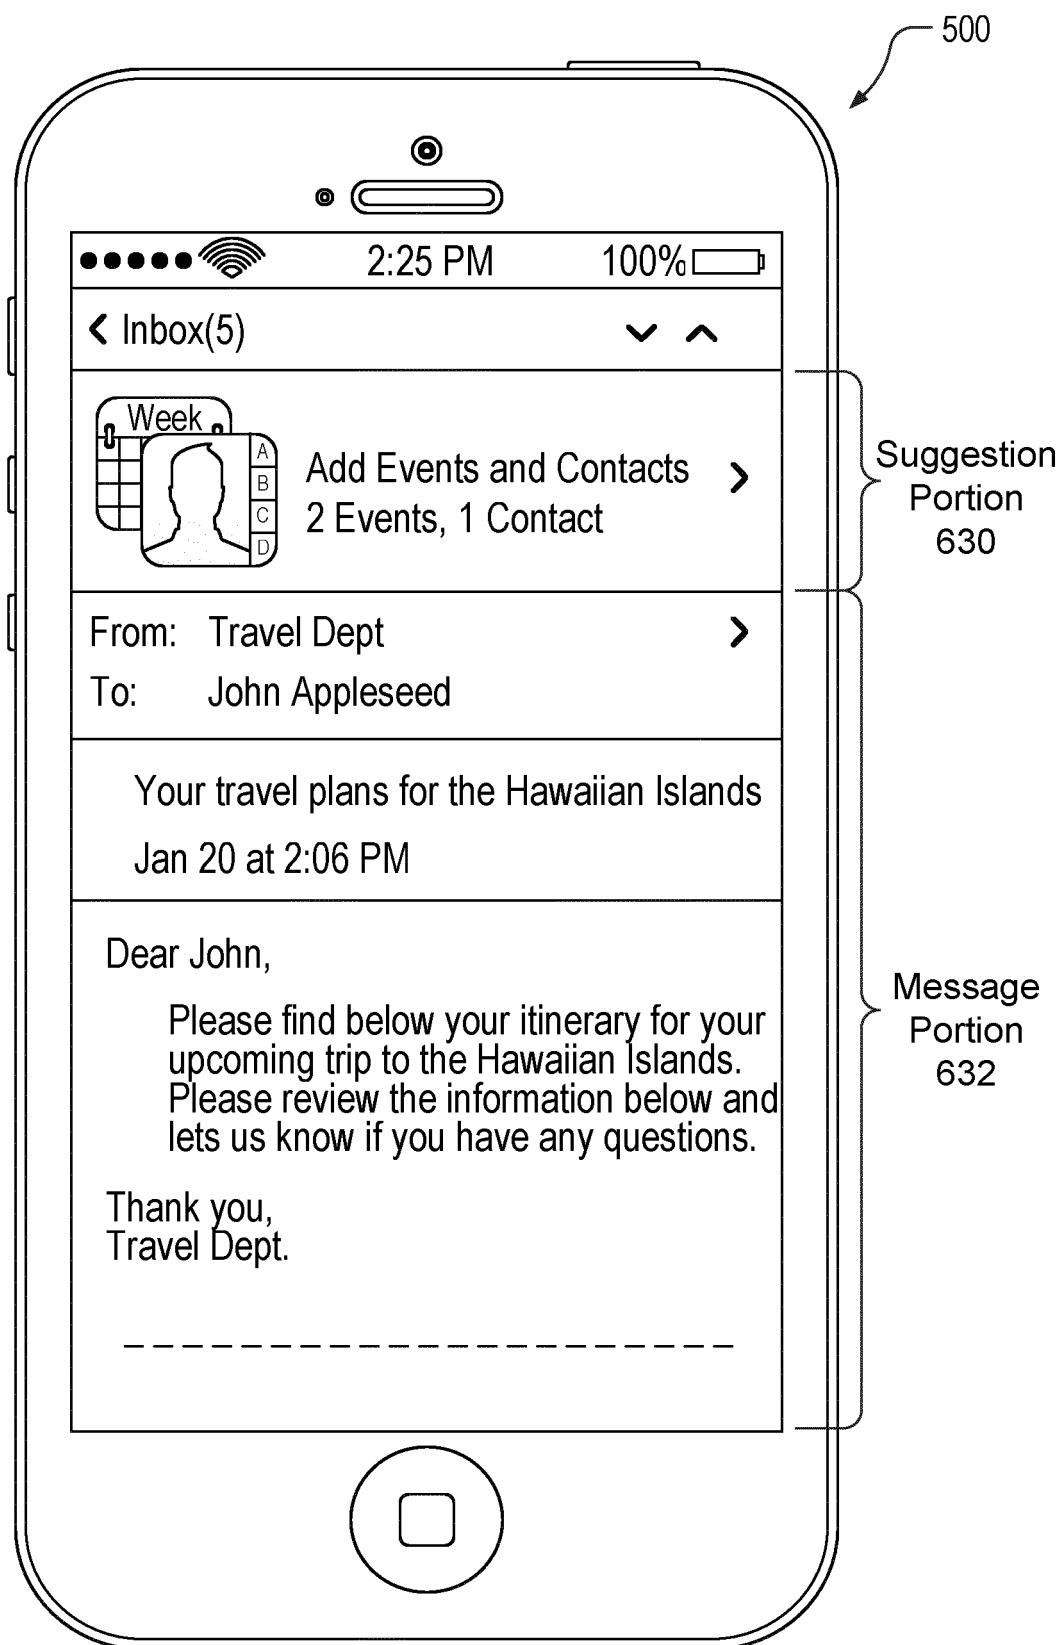 500
2:25 PM 100%
Inbox(5)
Week
A
B
C
D
Add Events and Contacts
2 Events, 1 Contact
Suggestion
Portion
630
From: Travel Dept
To: John Appleseed
Your travel plans for the Hawaiian Islands
Jan 20 at 2:06 PM
Dear John,
Please find below your itinerary for your
upcoming trip to the Hawaiian Islands.
Please review the information below and
lets us know if you have any questions.
Thank you,
Travel Dept.
Message
Portion
632